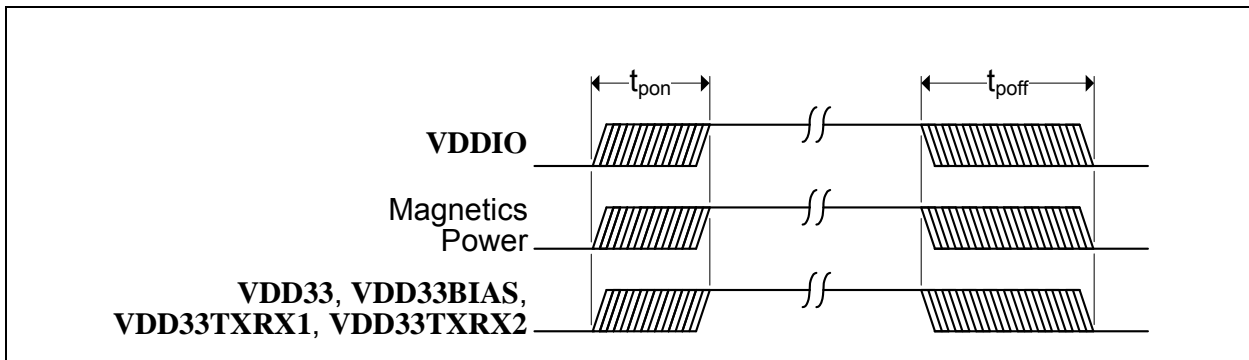 tpon
tpoff
VDDIO
Magnetics
Power
VDD33, VDD33BIAS,
VDD33TXRX1, VDD33TXRX2